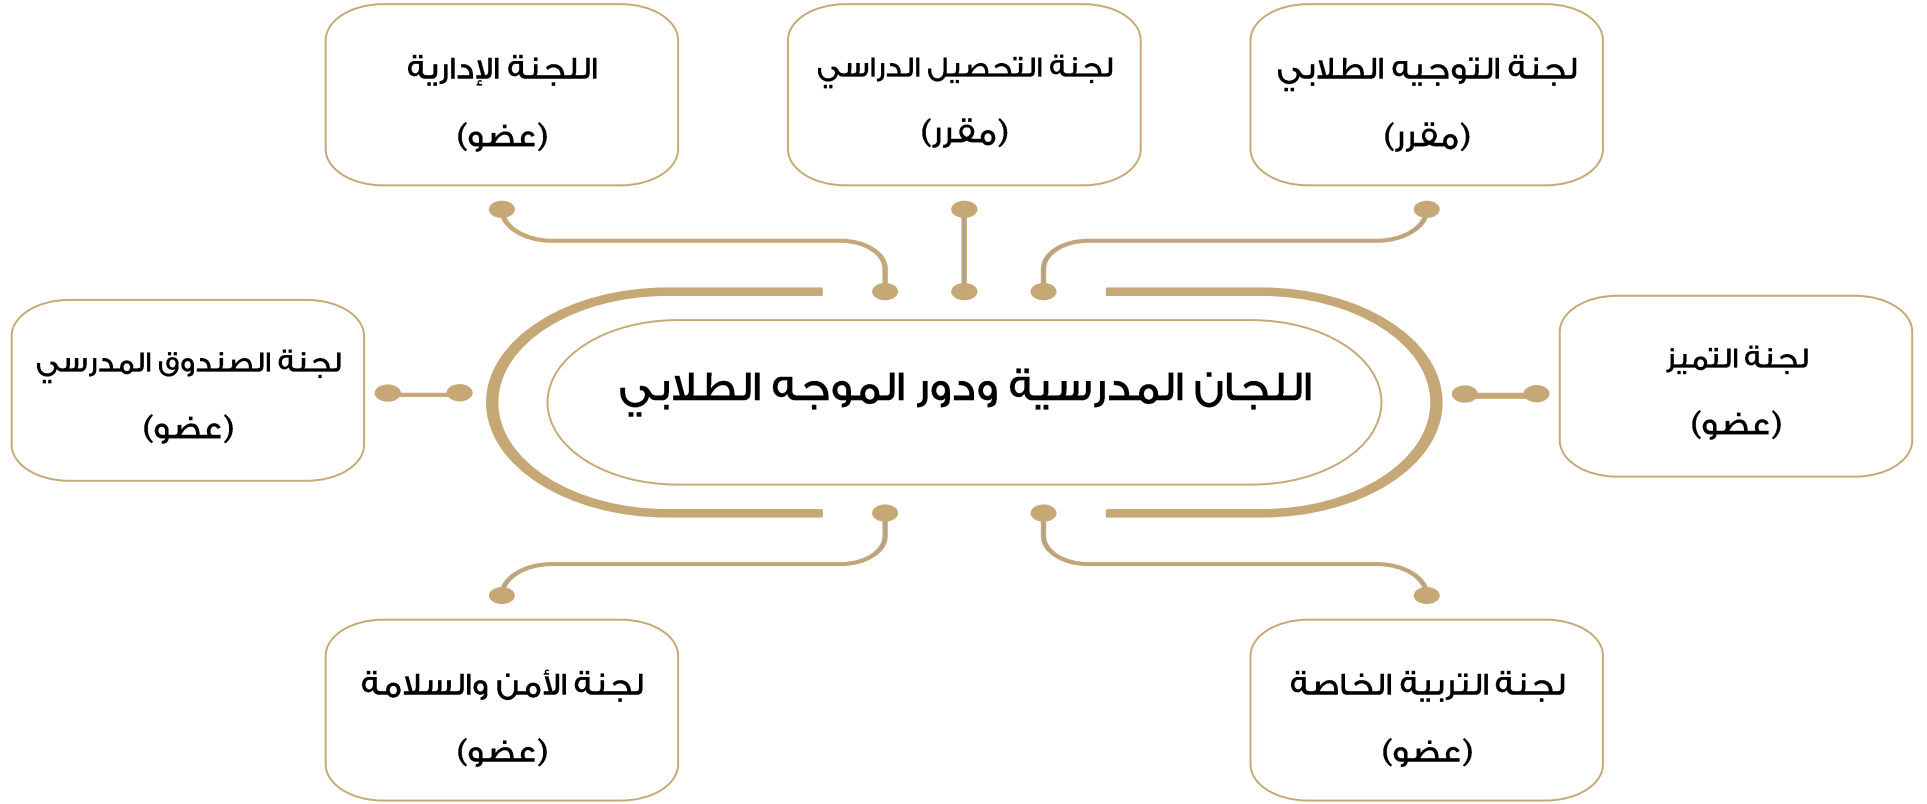 لجنة التوجيه الطلابي
(مقرر)
لجنة التحصيل الدراسي
(مقرر)
اللجنة الإدارية
(عضو)
لجنة التميز
(عضو)
اللجان المدرسية ودور الموجه الطلابي
لجنة الصندوق المدرسي
(عضو)
لجنة التربية الخاصة
(عضو)
لجنة الأمن والسلامة
(عضو)